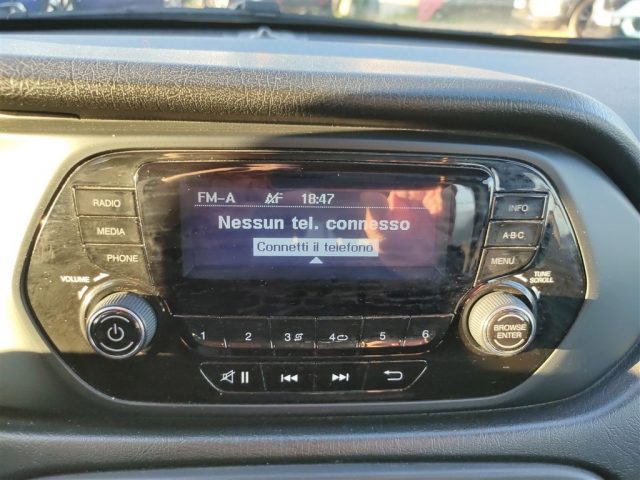 FM-A AF 18:47
Nessun tel. connesso
Connetti il telefono
RADIO
MEDIA
PHONE
VOLUME
INFO
A-B-C
MENU
TUNE
SCROLL
BROWSE
ENTER
1 2 3 4 5 6